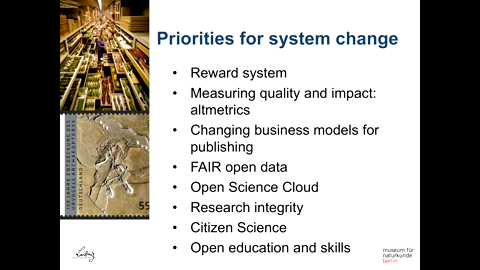 Priorities for system change
• Reward system
• Measuring quality and impact:
altmetrics
• Changing business models for
publishing
• FAIR open data
• Open Science Cloud
• Research integrity
• Citizen Science
• Open education and skills
DEUTSCHLAND
55
museum für
naturkunde
berlin